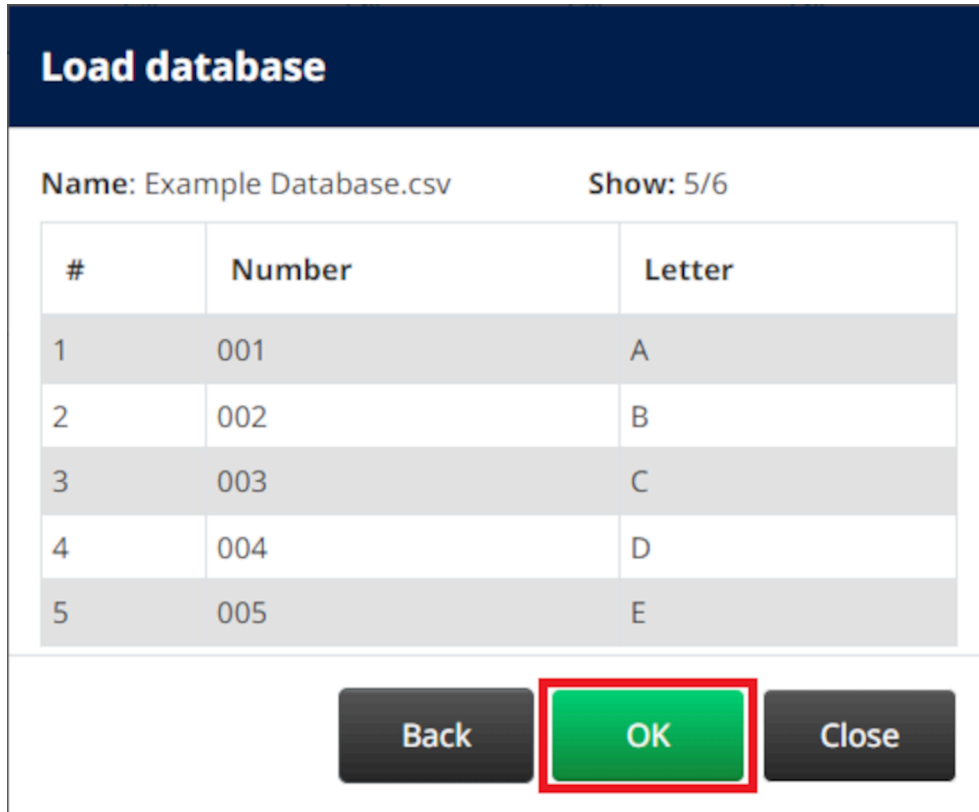 Load database
Name: Example Database.csv Show: 5/6
# Number Letter
1 001 A
2 002 B
3 003 C
4 004 D
5 005 E
Back OK Close